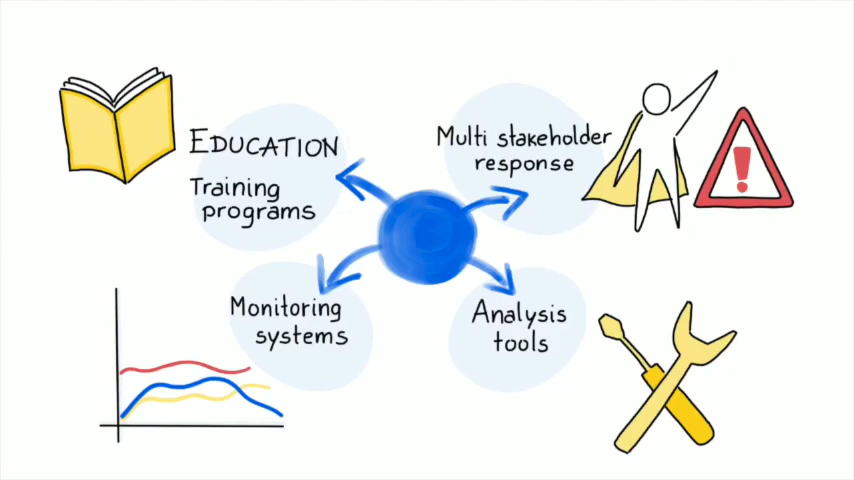 EDUCATION
Training
programs
Multi stakeholder
response
Monitoring
systems
Analysis
tools